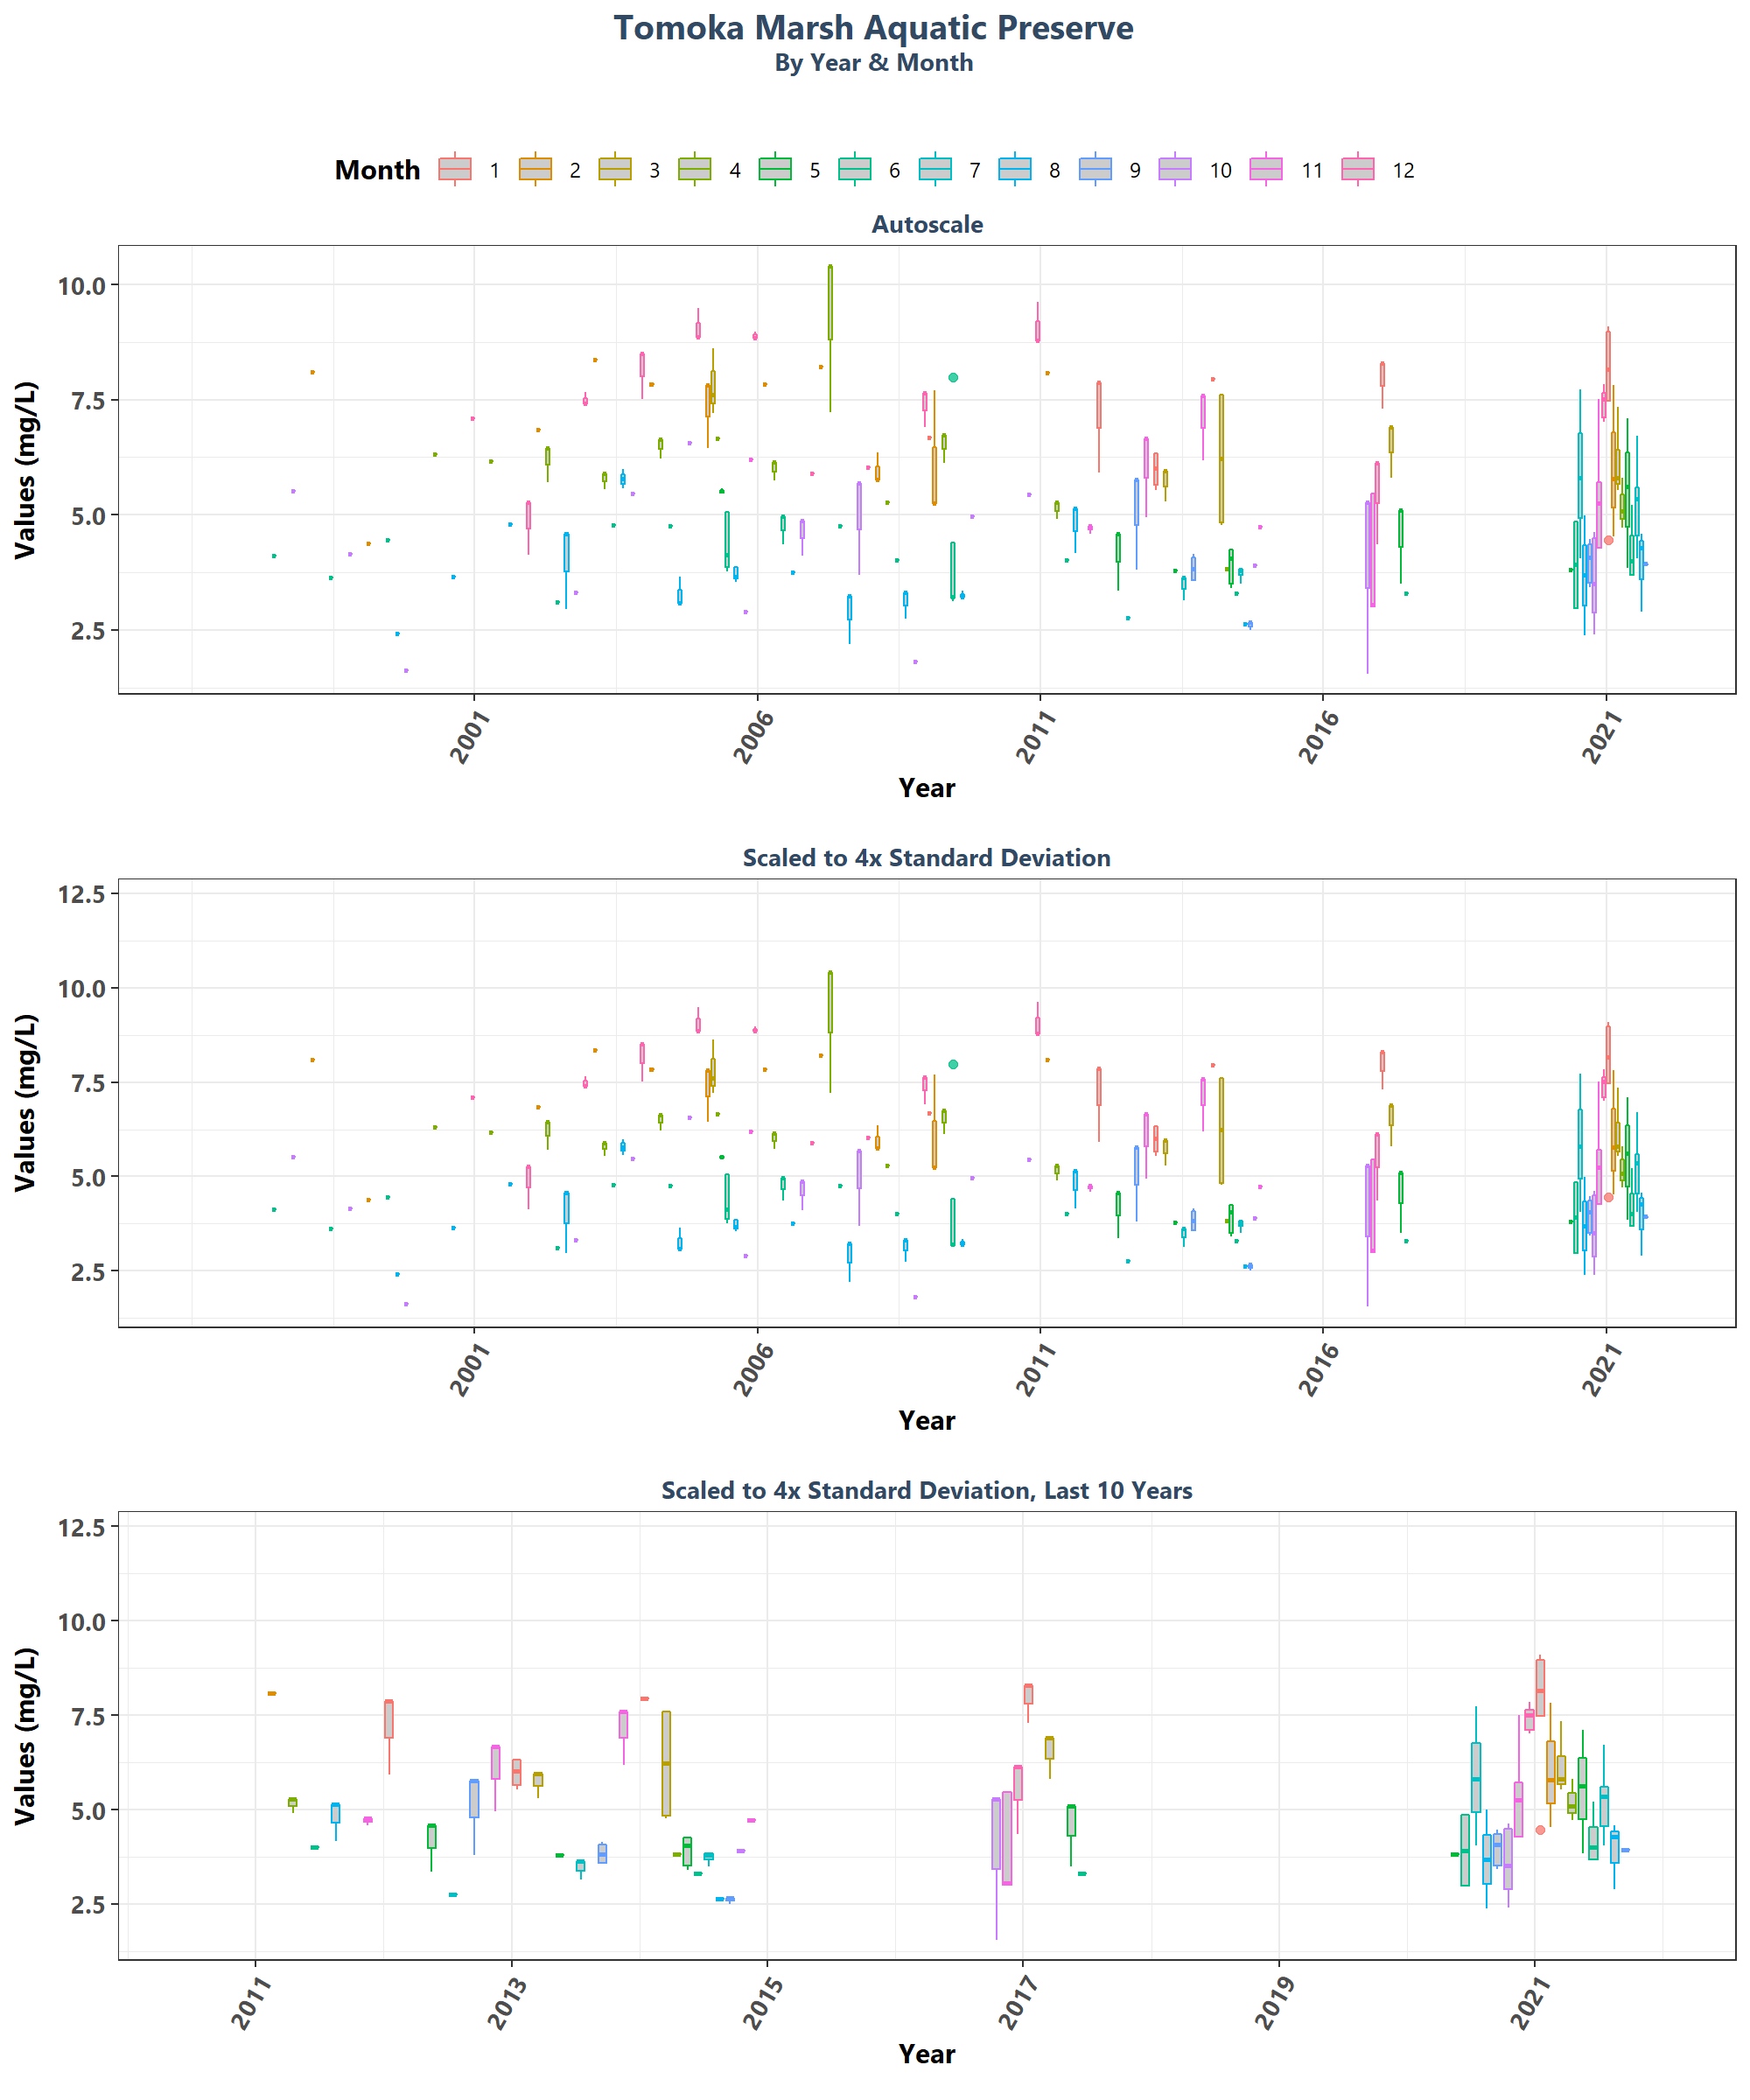 Tomoka Marsh Aquatic Preserve
By Year & Month
Month 1 2 3 4 5 6 7 8 9 10 11 12
Autoscale
Values (mg/L)
10.0
7.5
5.0
2.5
2001 2006 2011 2016 2021
Year
Scaled to 4x Standard Deviation
Values (mg/L)
12.5
10.0
7.5
5.0
2.5
2001 2006 2011 2016 2021
Year
Scaled to 4x Standard Deviation, Last 10 Years
Values (mg/L)
12.5
10.0
7.5
5.0
2.5
2011 2013 2015 2017 2019 2021
Year